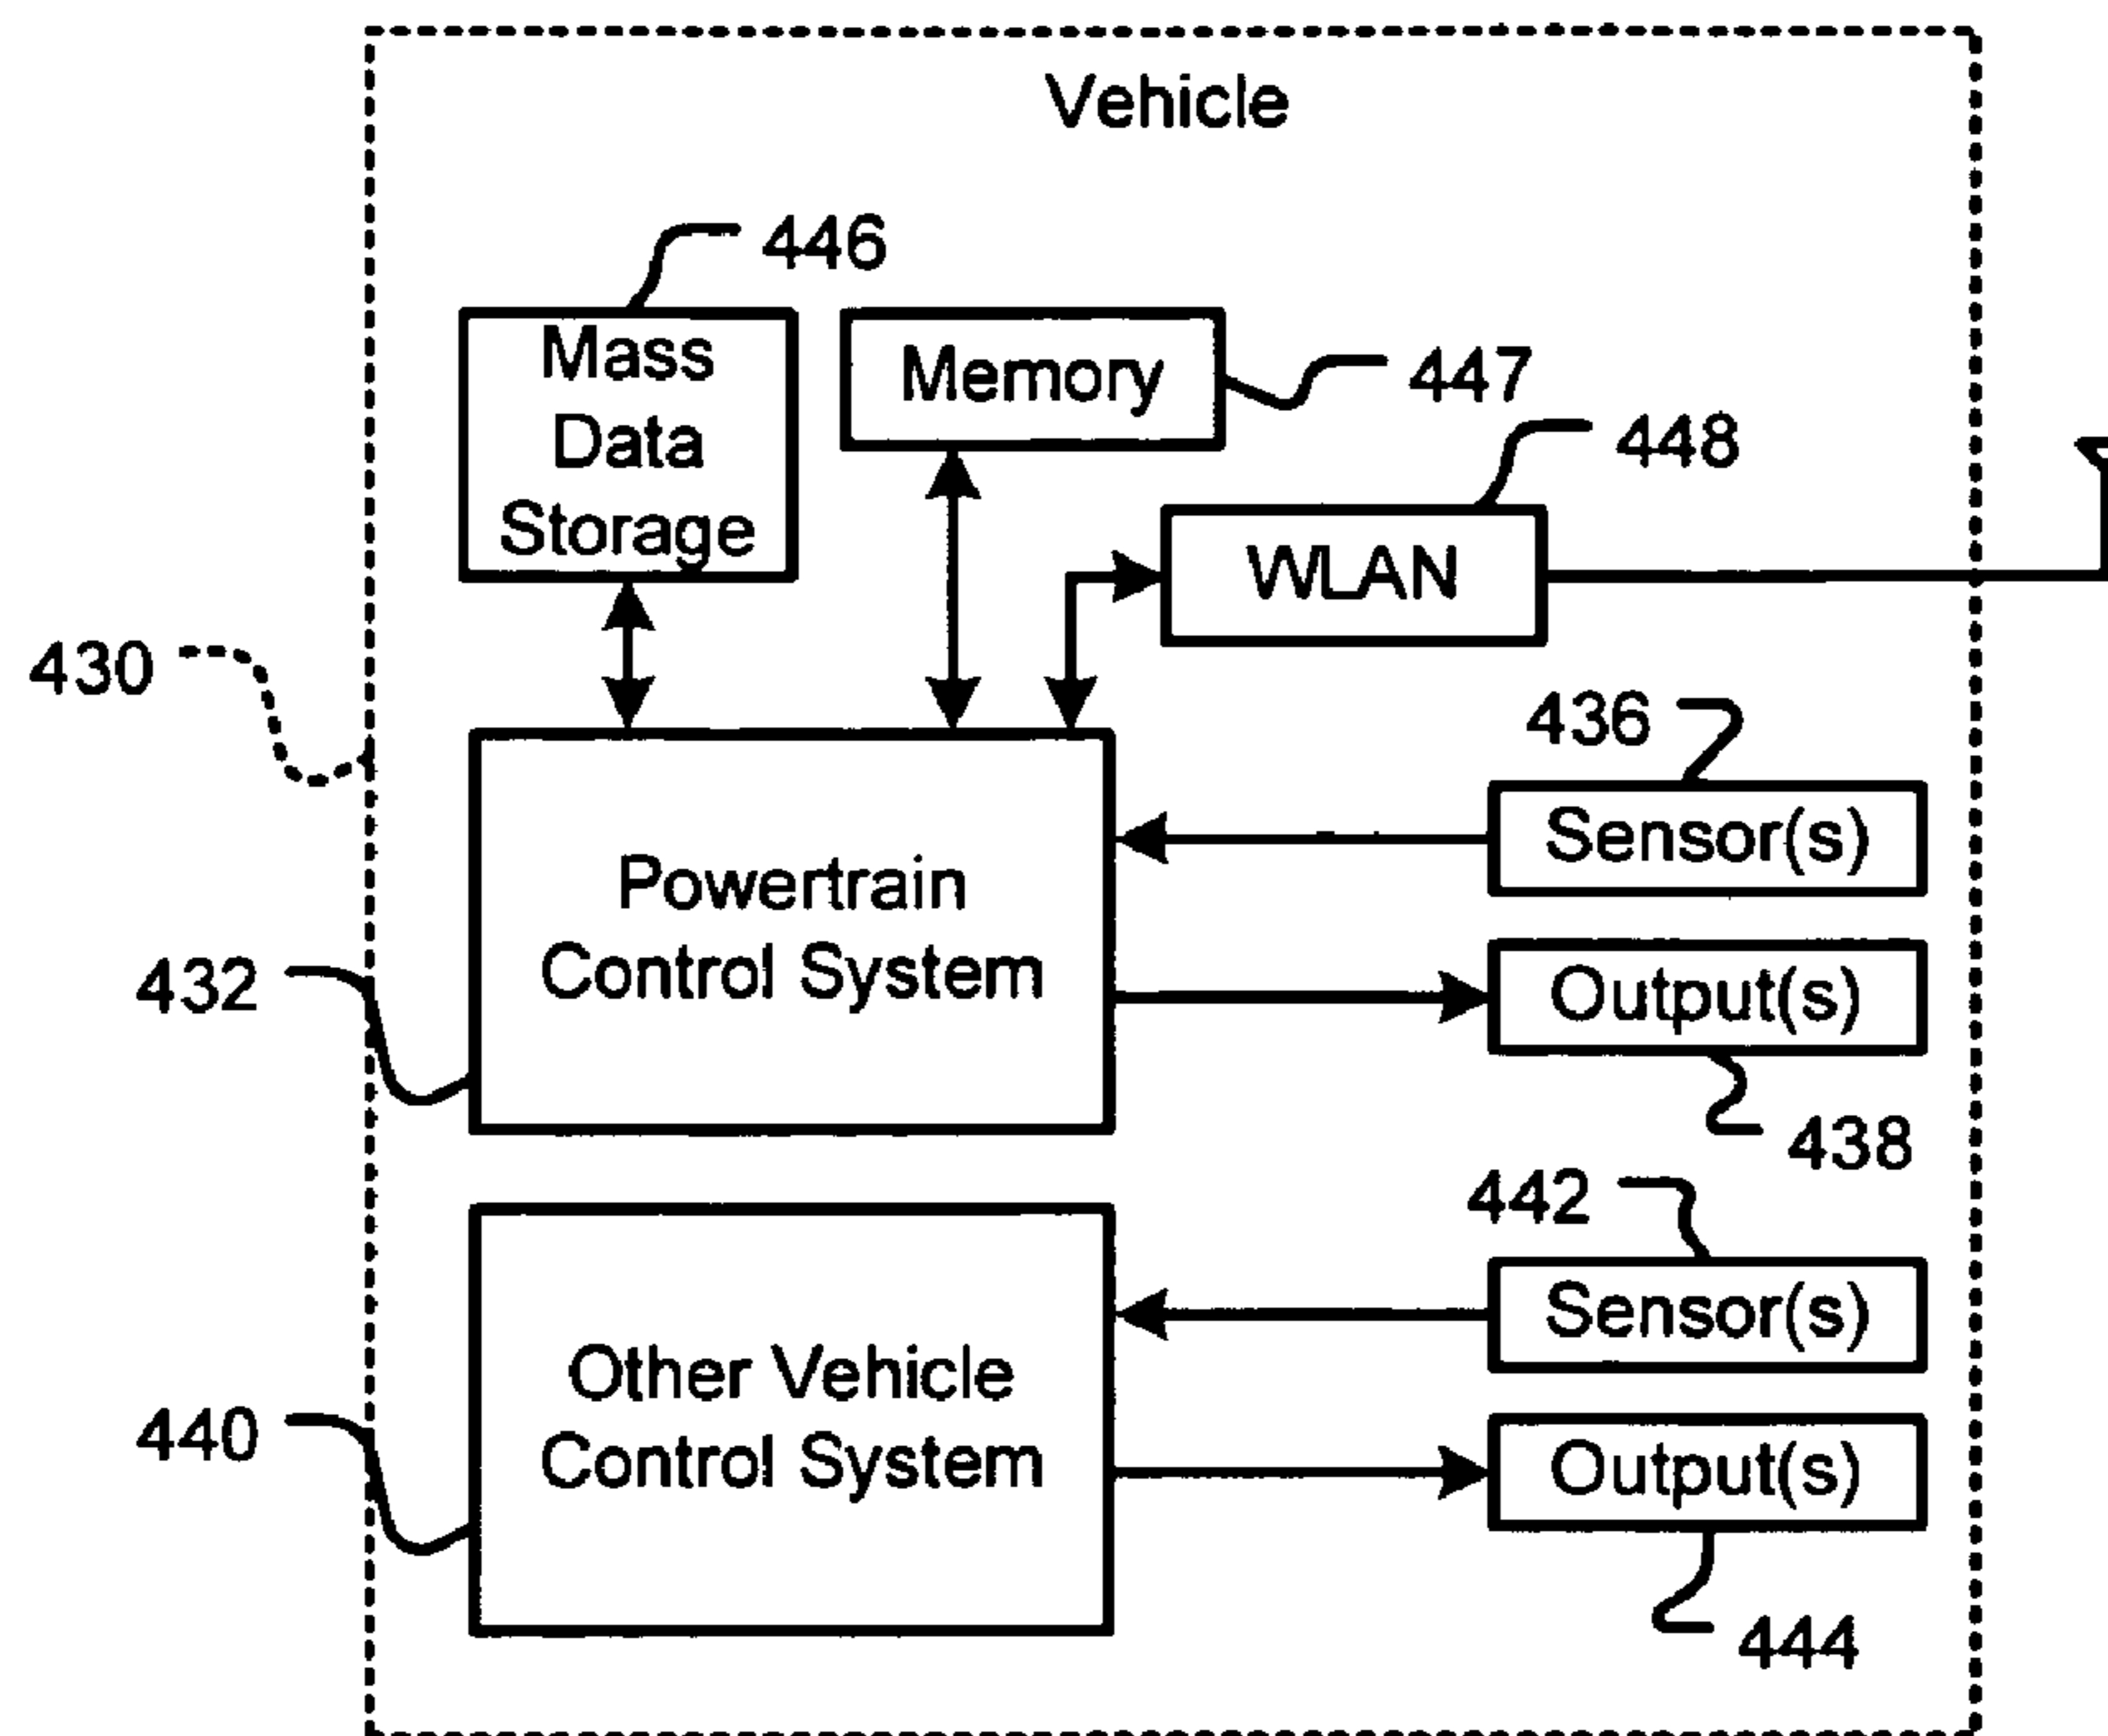 Vehicle
446
Mass
Data
Storage
Memory
447
448
WLAN
430
436
Sensor(s)
Powertrain
Control System
432
Output(s)
438
442
Sensor(s)
Other Vehicle
Control System
440
Output(s)
444